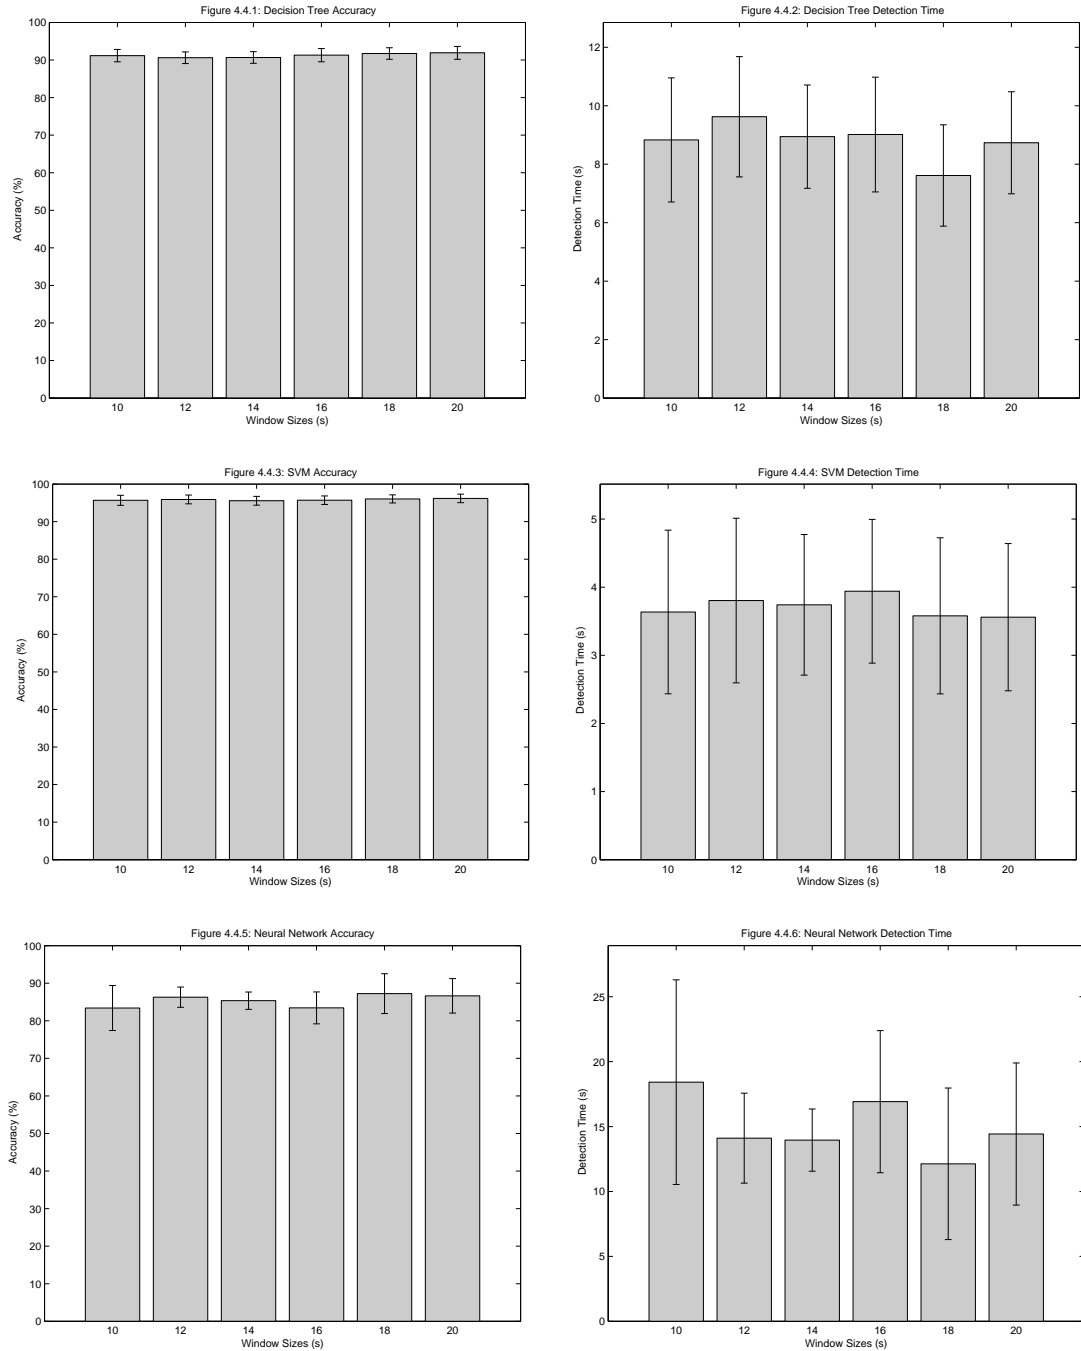 Figure 4.4.1: Decision Tree Accuracy
100
90
80
70
60
50
40
30
20
10
0
Accuracy (%)
10 12 14 16 18 20
Window Sizes (s)
Figure 4.4.2: Decision Tree Detection Time
12
10
8
6
4
2
0
Detection Time (s)
10 12 14 16 18 20
Window Sizes (s)
Figure 4.4.3: SVM Accuracy
100
90
80
70
60
50
40
30
20
10
0
Accuracy (%)
10 12 14 16 18 20
Window Sizes (s)
Figure 4.4.4: SVM Detection Time
5
4
3
2
1
0
Detection Time (s)
10 12 14 16 18 20
Window Sizes (s)
Figure 4.4.5: Neural Network Accuracy
100
90
80
70
60
50
40
30
20
10
0
Accuracy (%)
10 12 14 16 18 20
Window Sizes (s)
Figure 4.4.6: Neural Network Detection Time
25
20
15
10
5
0
Detection Time (s)
10 12 14 16 18 20
Window Sizes (s)